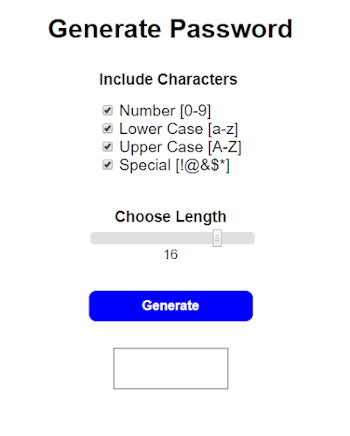 Generate Password
Include Characters
Number [0-9]
Lower Case [a-z]
Upper Case [A-Z]
Special [!@&$*]
Choose Length
16
Generate